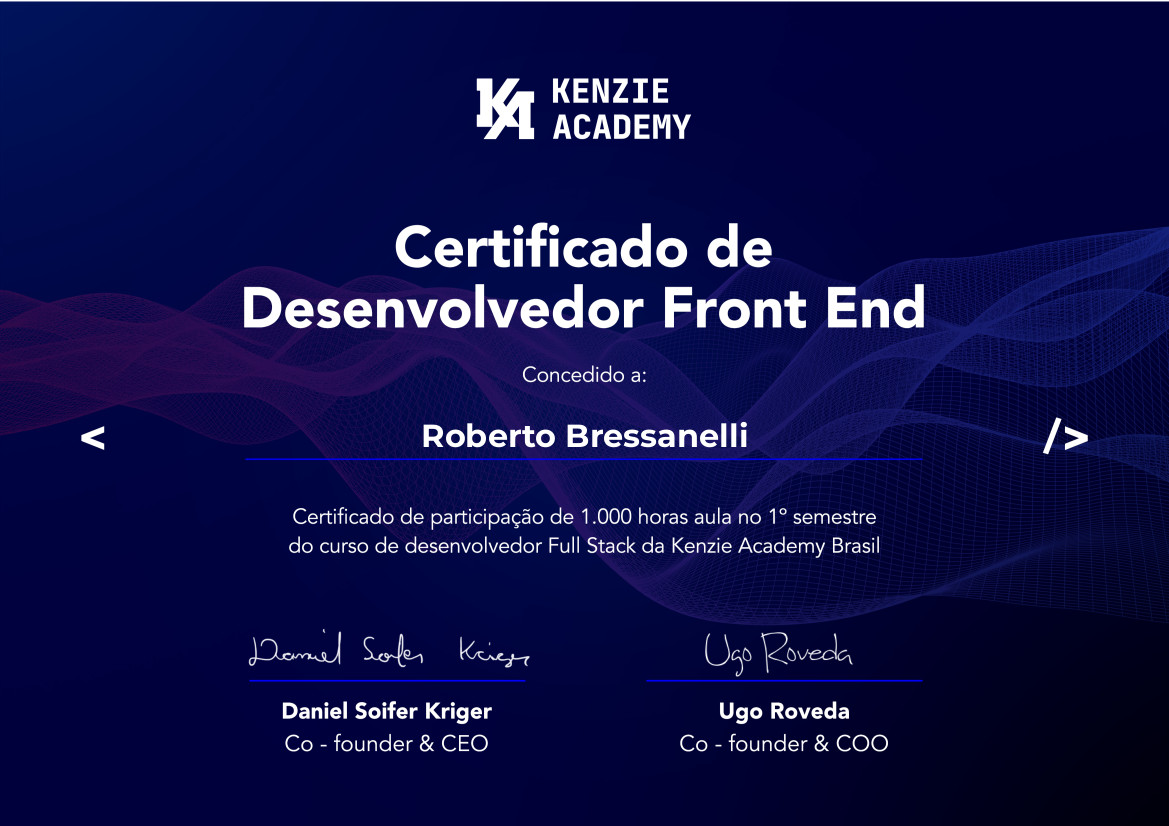 KENZIE
ACADEMY
Certificado de
Desenvolvedor Front End
Concedido a:
< Roberto Bressanelli />
Certificado de participação de 1.000 horas aula no 1º semestre
do curso de desenvolvedor Full Stack da Kenzie Academy Brasil
Daniel Soifer Kriger
Ugo Roveda
Daniel Soifer Kriger
Co - founder & CEO
Ugo Roveda
Co - founder & COO